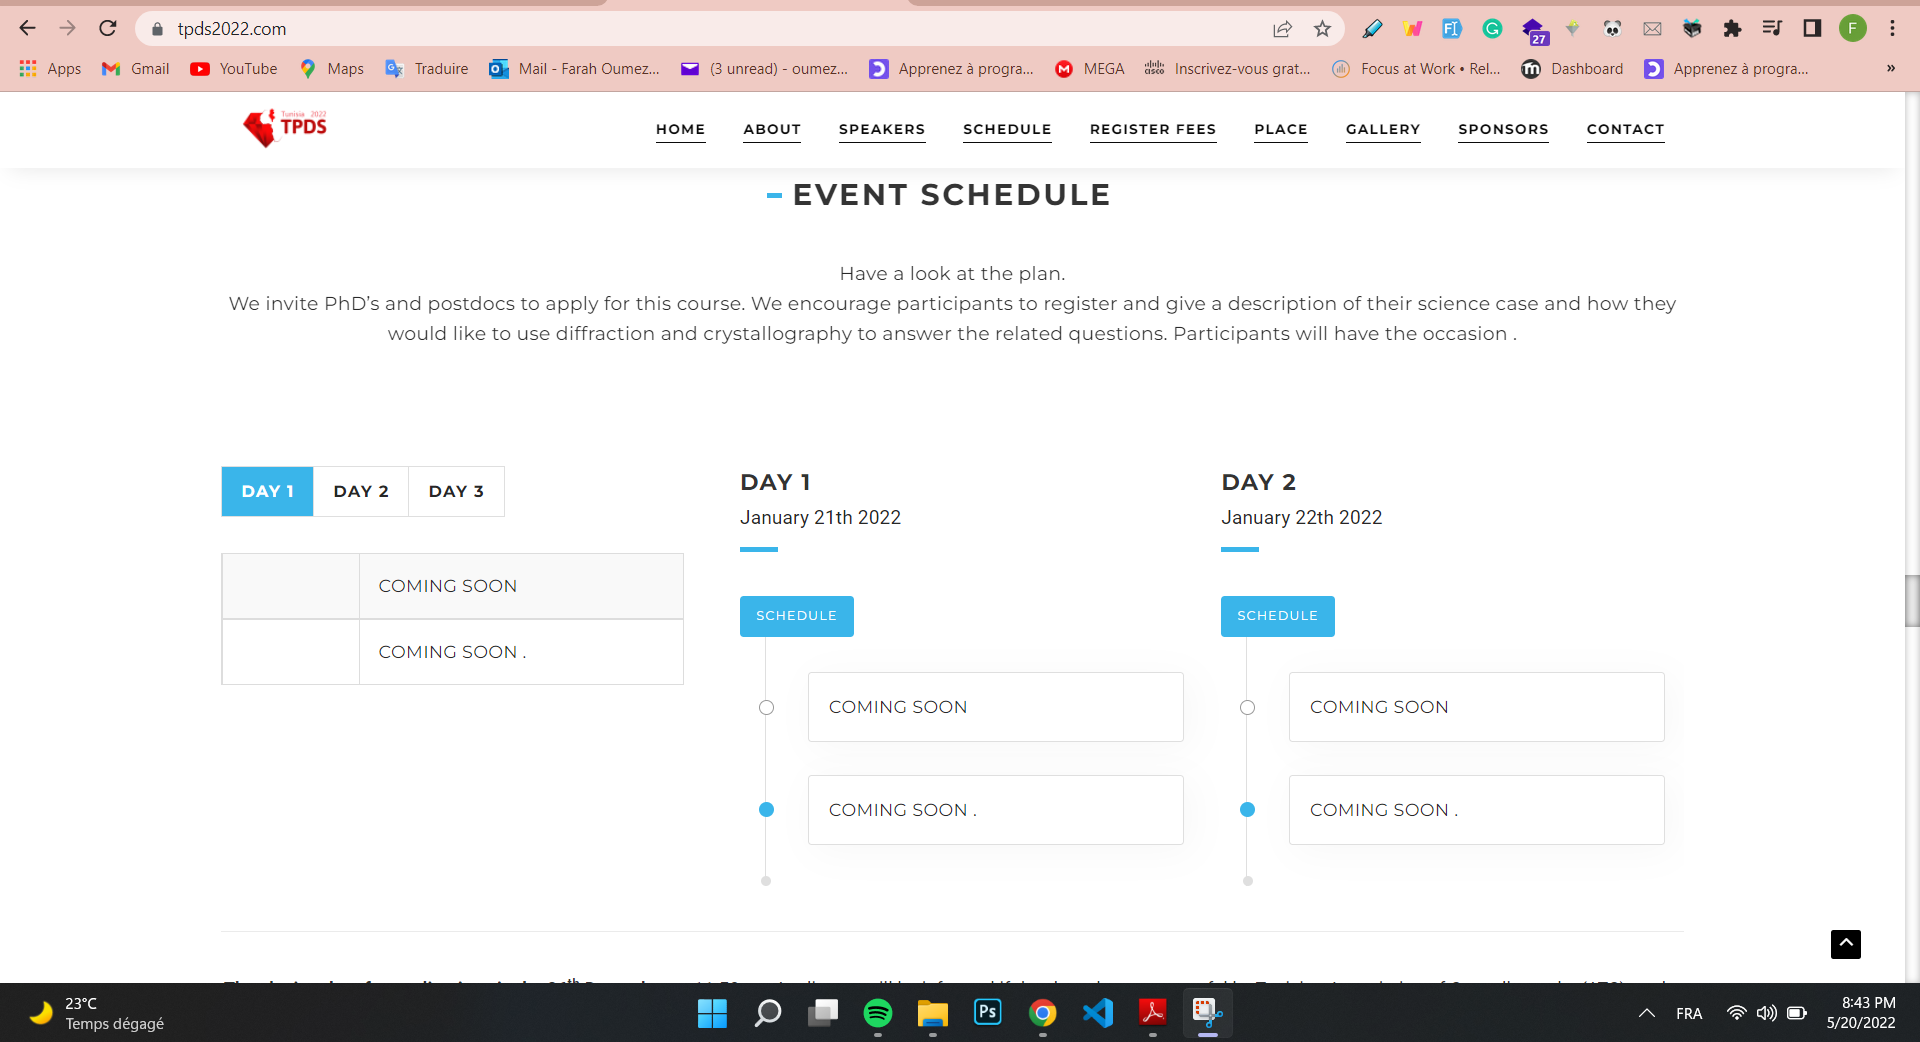 tpds2022.com
27
F
Apps
Gmail
YouTube
Maps
Traduire
Mail - Farah Oumez...
(3 unread) - oumez...
Apprenez à progra...
MEGA
Inscrivez-vous grat...
Focus at Work • Rel...
Dashboard
Apprenez à progra...
»
Tunisia 2022
TPDS
HOME
ABOUT
SPEAKERS
SCHEDULE
REGISTER FEES
PLACE
GALLERY
SPONSORS
CONTACT
EVENT SCHEDULE
Have a look at the plan.
We invite PhD’s and postdocs to apply for this course. We encourage participants to register and give a description of their science case and how they
would like to use diffraction and crystallography to answer the related questions. Participants will have the occasion .
DAY 1
DAY 2
DAY 3
COMING SOON
COMING SOON .
DAY 1
January 21th 2022
SCHEDULE
COMING SOON
COMING SOON .
DAY 2
January 22th 2022
SCHEDULE
COMING SOON
COMING SOON .
23°C
Temps dégagé
Ps
FRA
8:43 PM
5/20/2022